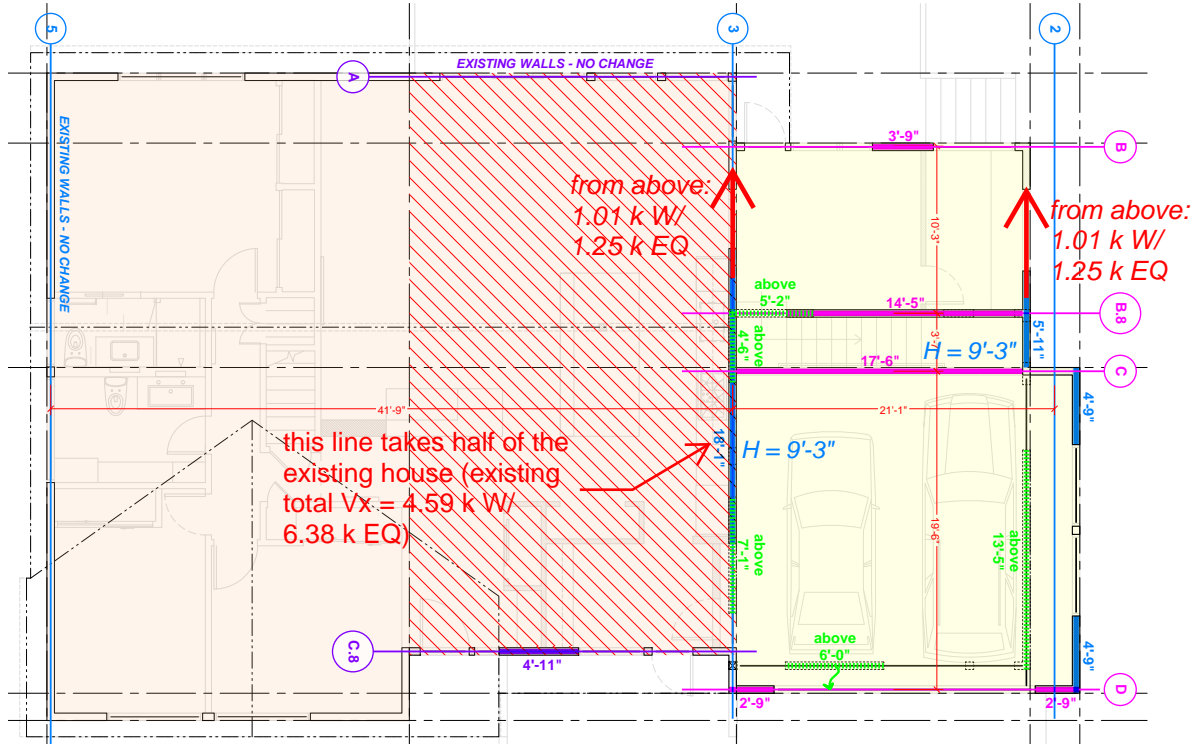 5
3
2
A
EXISTING WALLS - NO CHANGE
EXISTING WALLS - NO CHANGE
3'-9"
B
from above:
1.01 k W/
1.25 k EQ
from above:
1.01 k W/
1.25 k EQ
10'-3"
above
5'-2"
14'-5"
B.8
above
4'-6"
3'-7"
H = 9'-3"
5'-11"
17'-6"
C
41'-9"
21'-1"
4'-9"
this line takes half of the
existing house (existing
total Vx = 4.59 k W/
6.38 k EQ)
18'-1"
H = 9'-3"
19'-6"
above
7'-1"
above
13'-5"
above
6'-0"
C.8
4'-11"
4'-9"
D
2'-9"
2'-9"